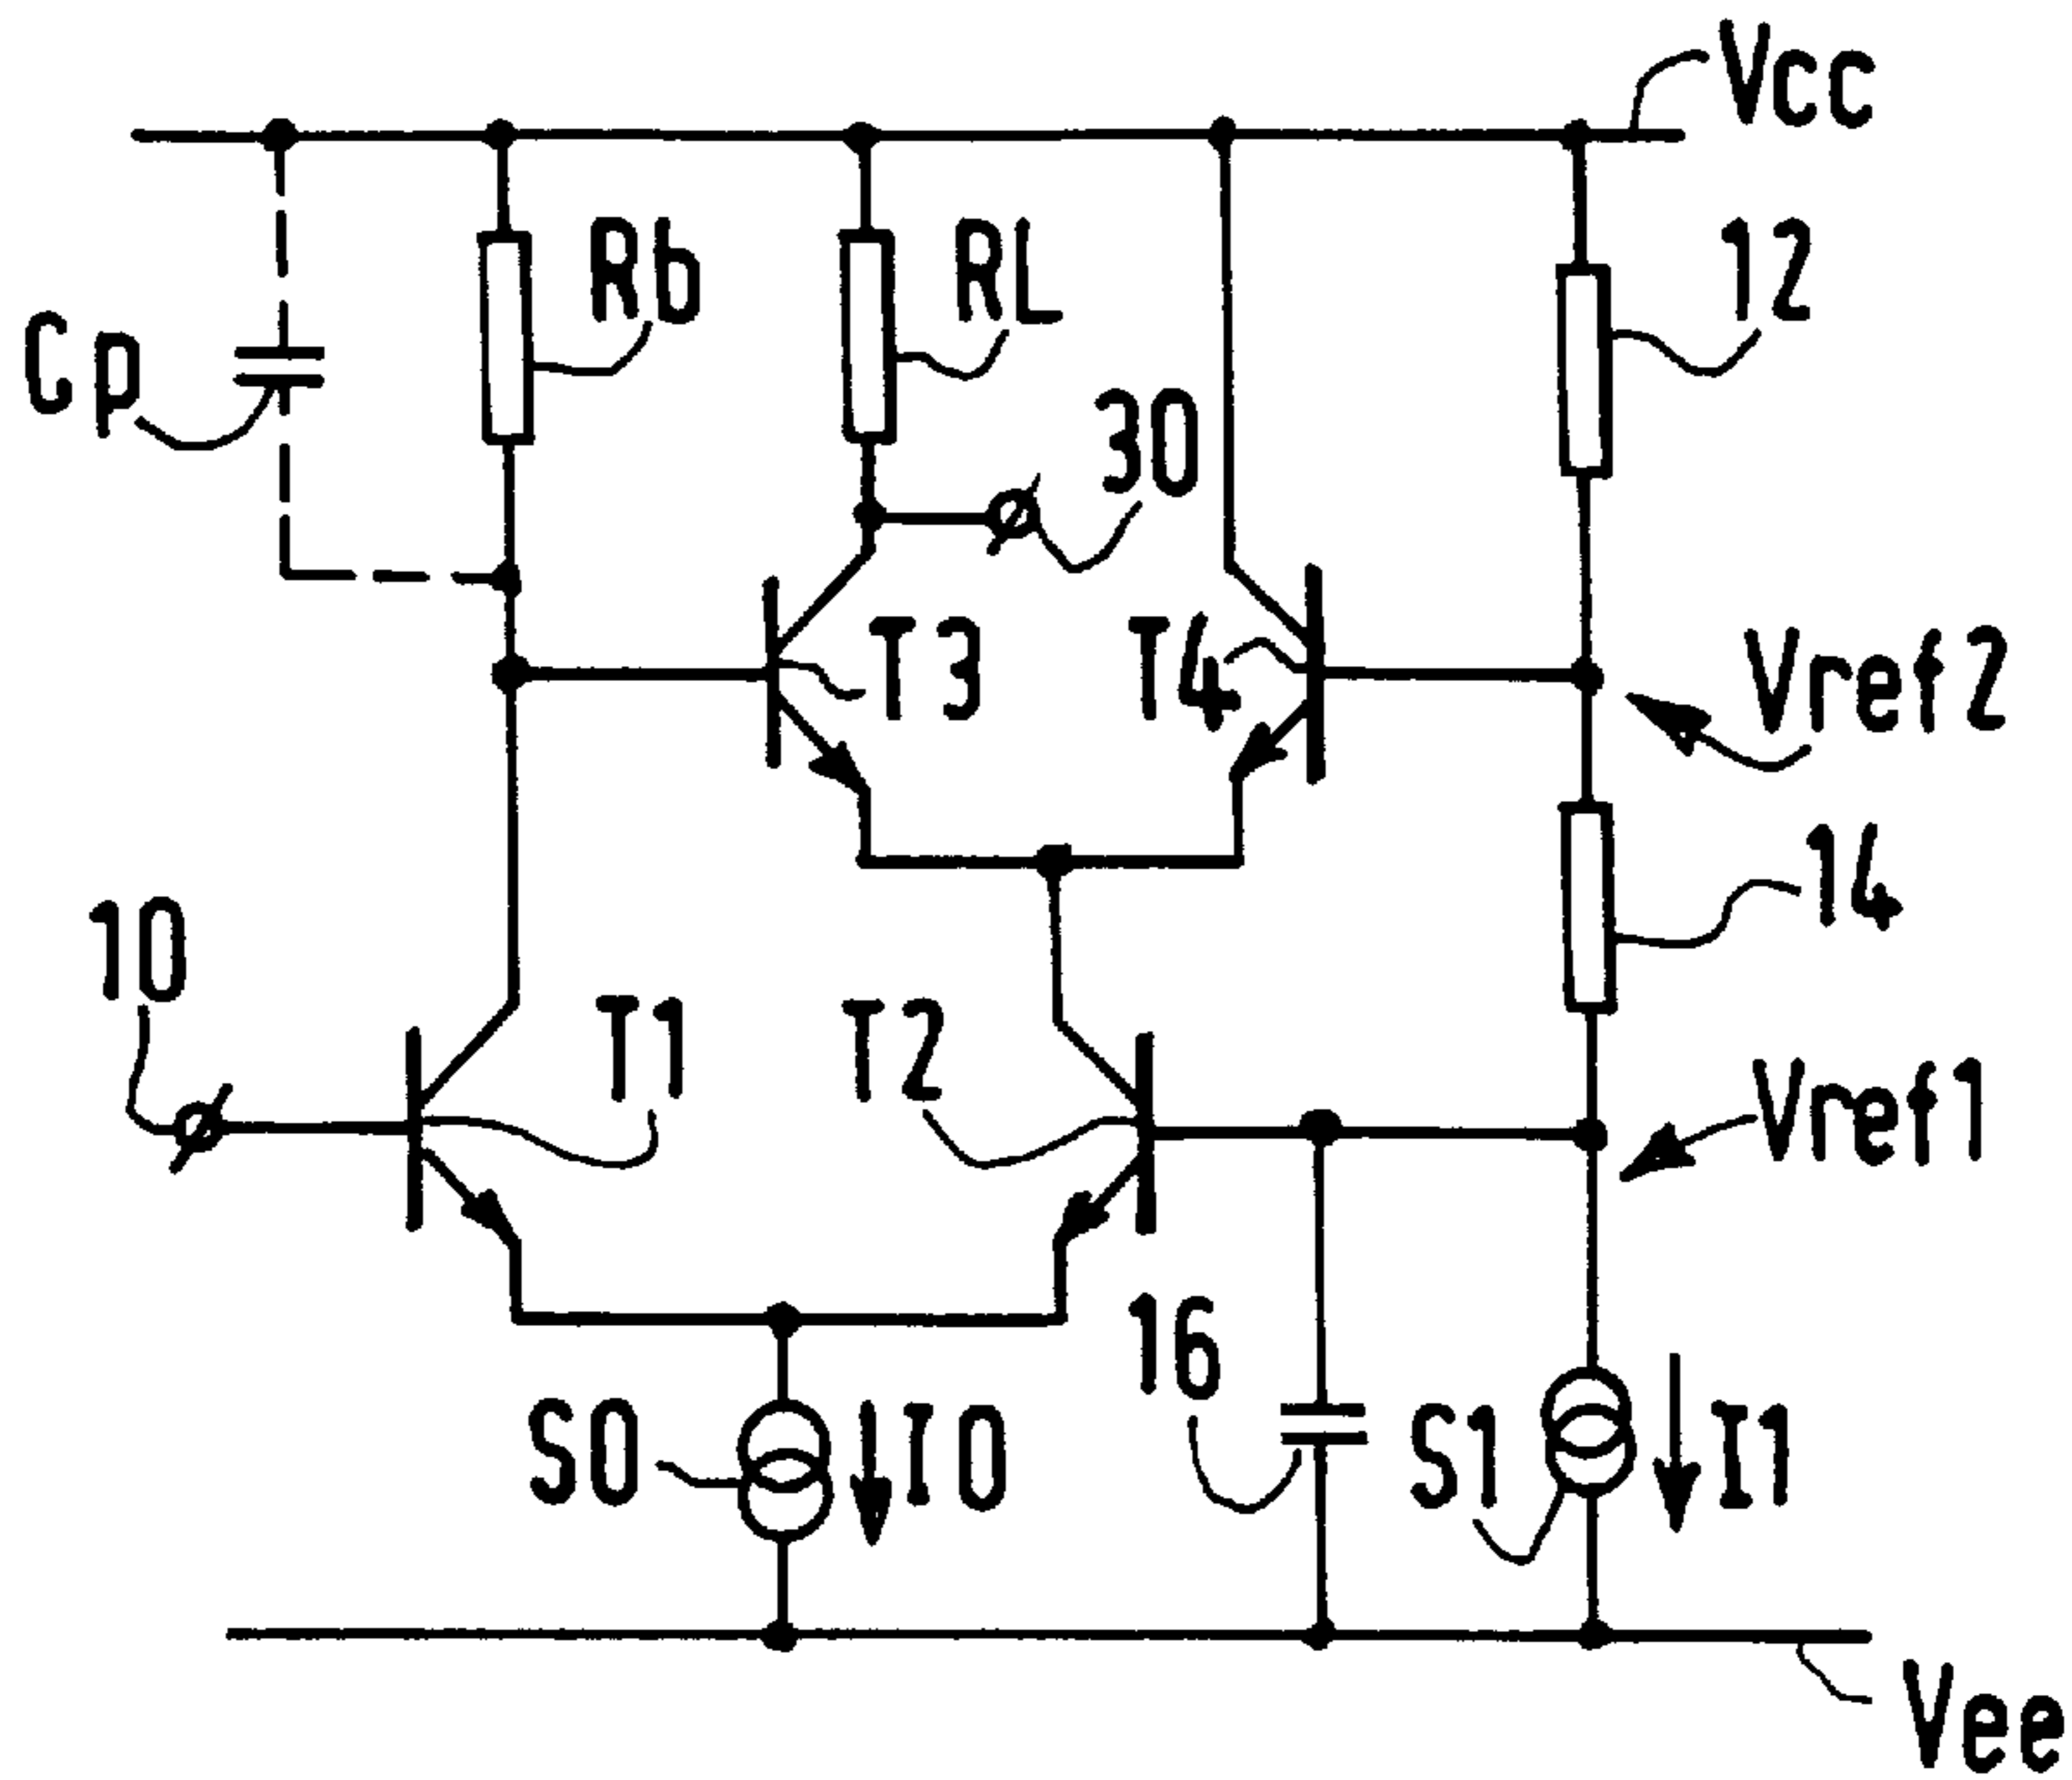 Vcc
Rb
RL
12
Cp
30
T3
T4
Vref2
14
10
T1
T2
Vref1
16
S0
I0
S1
I1
Vee